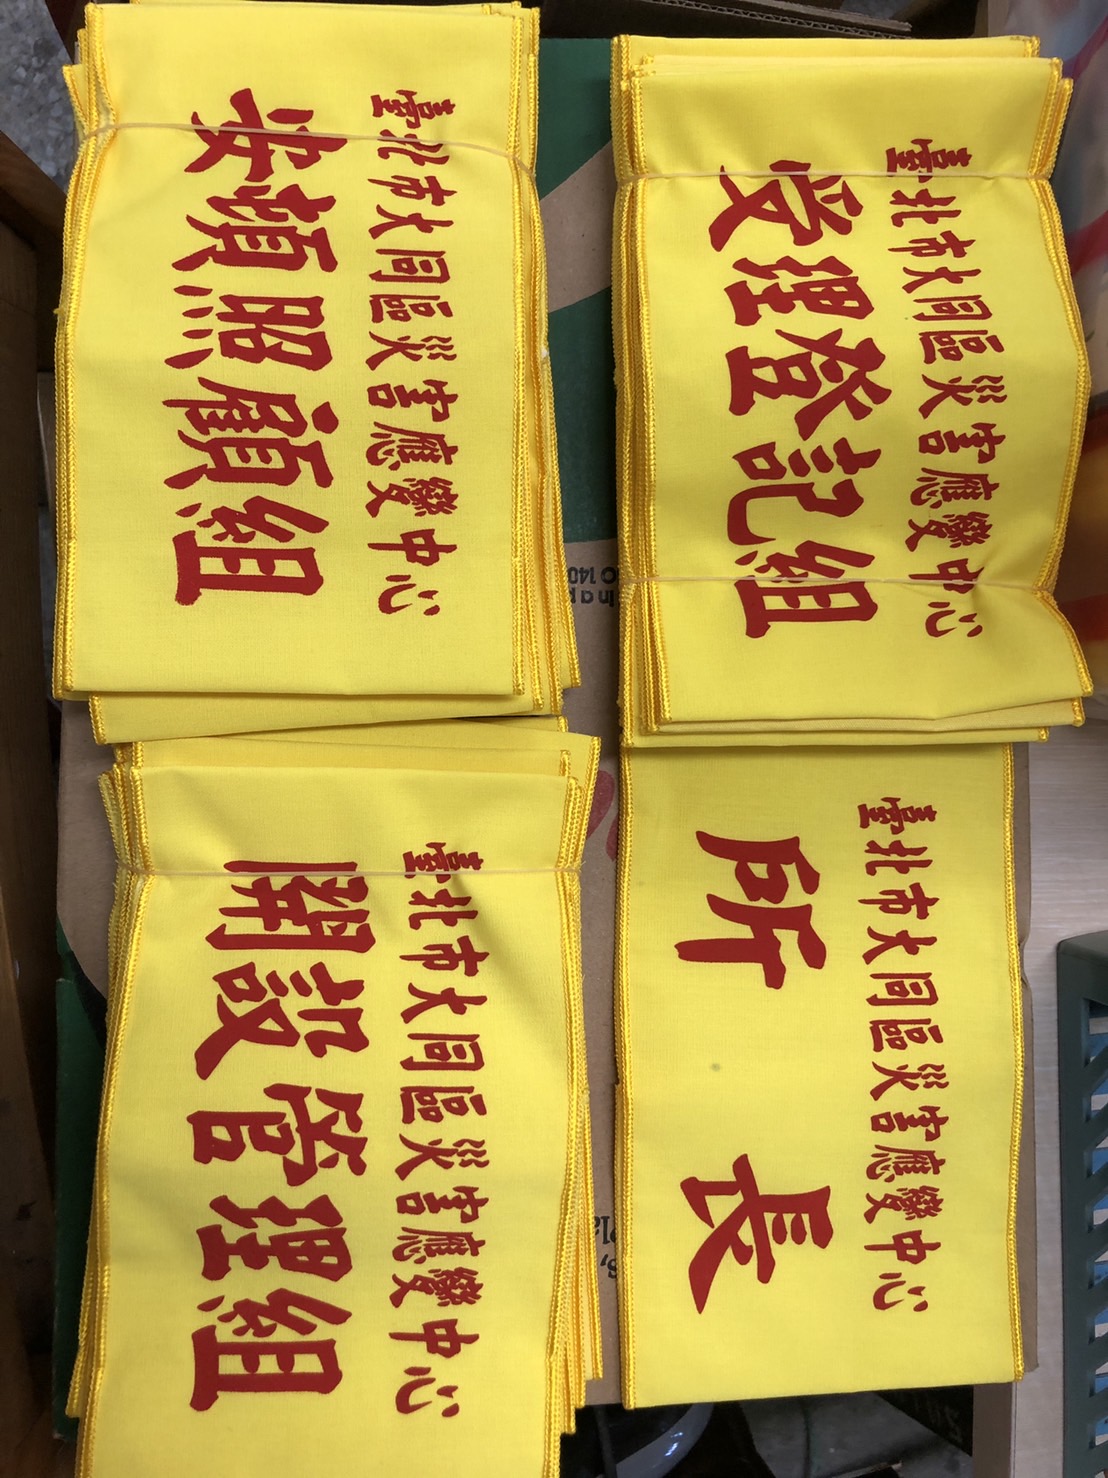 臺北市大同區災害應變中心
安頓照顧組
臺北市大同區災害應變中心
受理登記組
臺北市大同區災害應變中心
開設管理組
臺北市大同區災害應變中心
所長